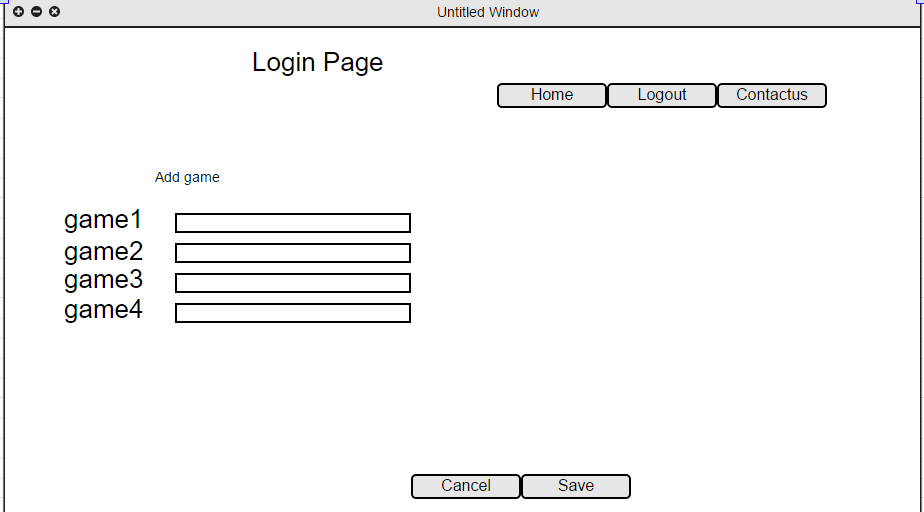 Untitled Window
Login Page
Home Logout Contactus
Add game
game1
game2
game3
game4
Cancel Save